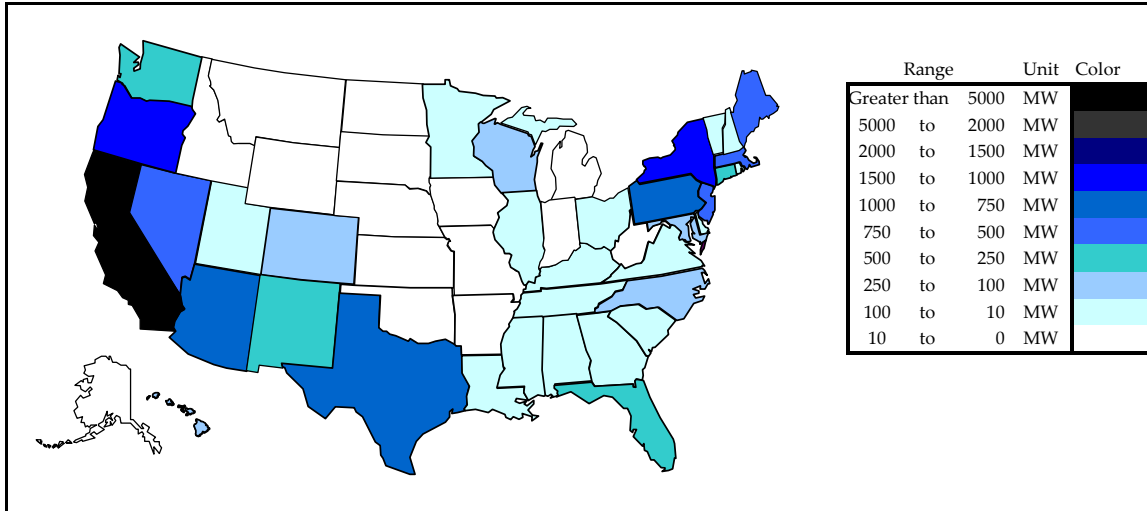 Range Unit Color
Greater than 5000 MW
5000 to 2000 MW
2000 to 1500 MW
1500 to 1000 MW
1000 to 750 MW
750 to 500 MW
500 to 250 MW
250 to 100 MW
100 to 10 MW
10 to 0 MW